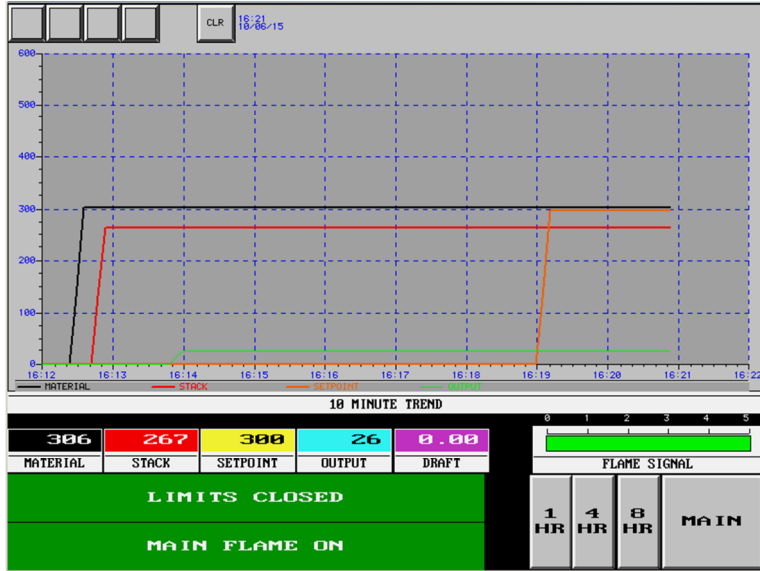 CLR 16:21
10/06/15
600
500
400
300
200
100
0
16:12 16:13 16:14 16:15 16:16 16:17 16:18 16:19 16:20 16:21 16:22
MATERIAL STACK SETPOINT OUTPUT
10 MINUTE TREND
0 1 2 3 4 5
306 267 300 26 0.00
MATERIAL STACK SETPOINT OUTPUT DRAFT FLAME SIGNAL
LIMITS CLOSED
1 HR 4 HR 8 HR MAIN
MAIN FLAME ON